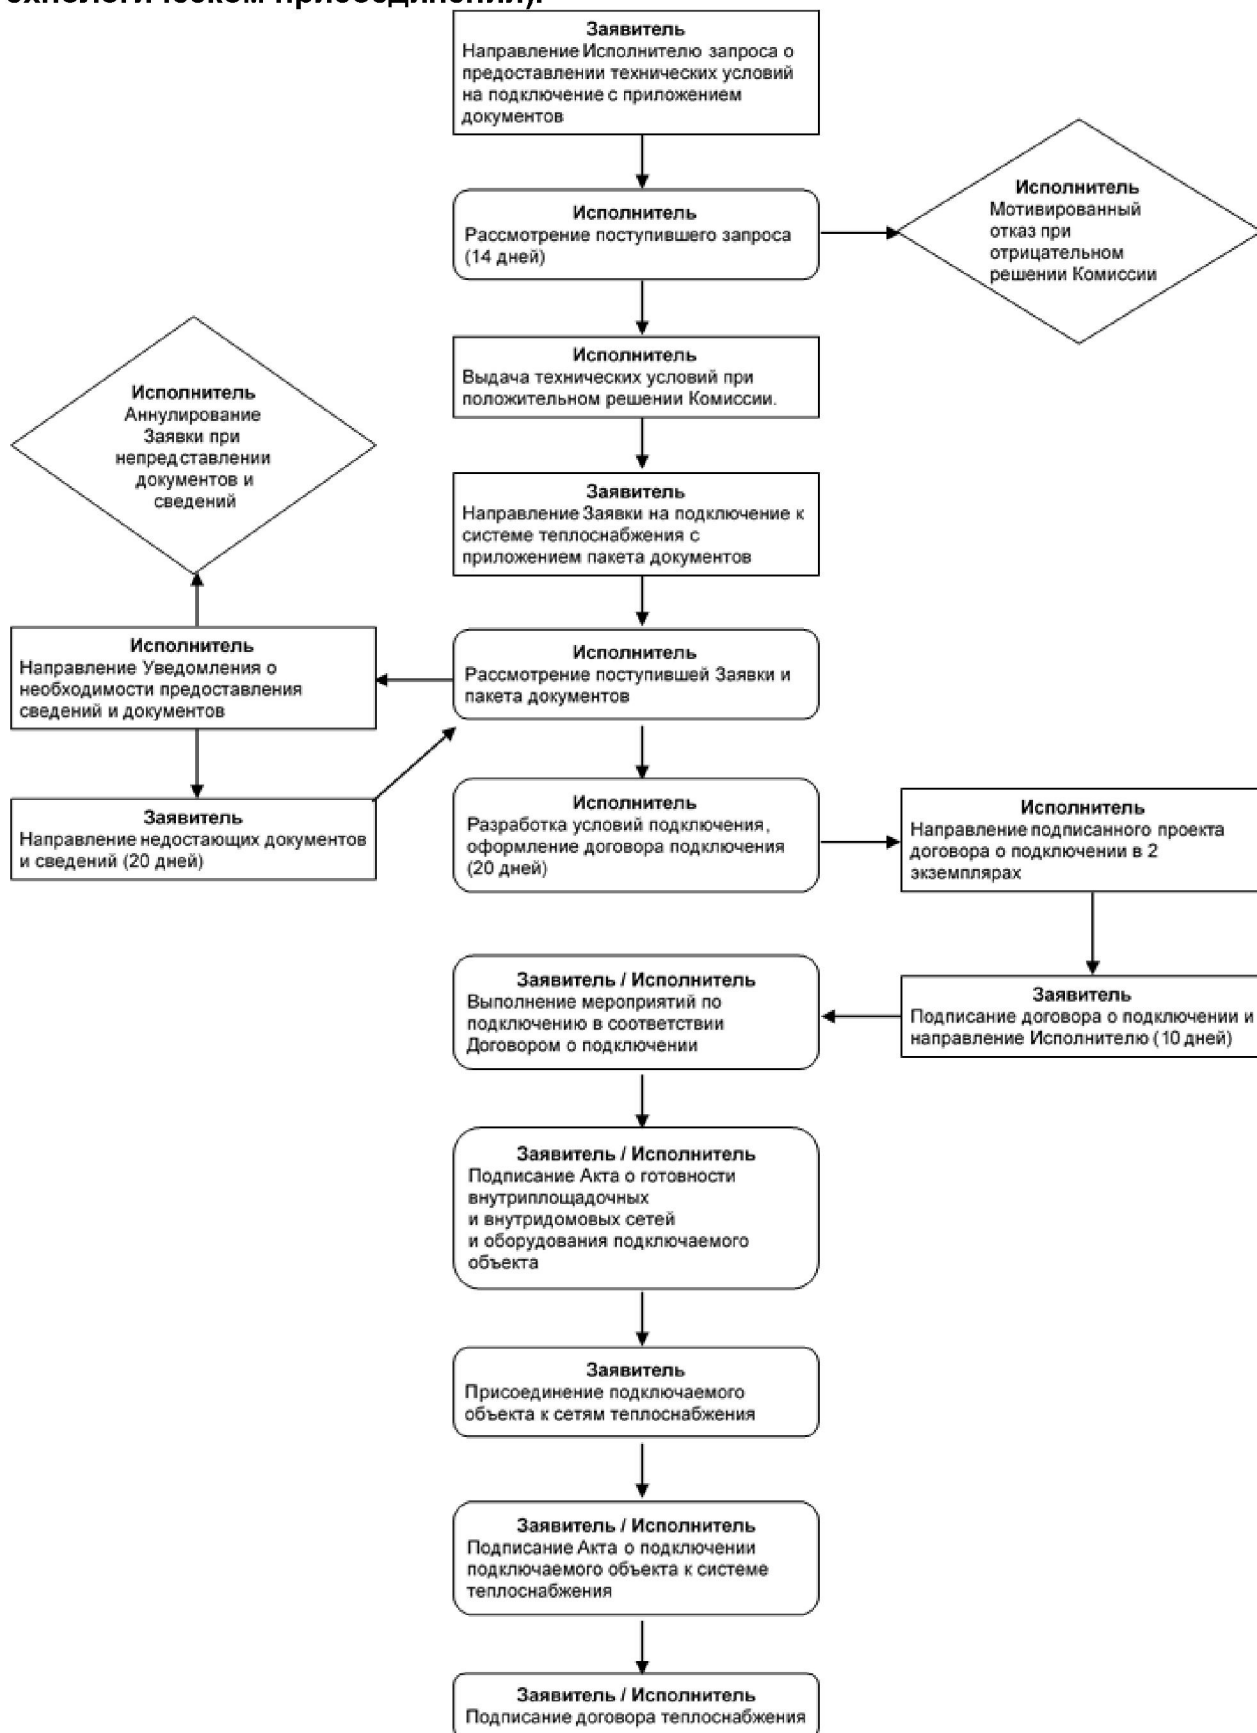 ехнологическом присоединении).
Заявитель
Направление Исполнителю запроса о
предоставлении технических условий
на подключение с приложением
документов
Исполнитель
Рассмотрение поступившего запроса
(14 дней)
Исполнитель
Мотивированный
отказ при
отрицательном
решении Комиссии
Исполнитель
Выдача технических условий при
положительном решении Комиссии.
Исполнитель
Аннулирование
Заявки при
непредставлении
документов и
сведений
Заявитель
Направление Заявки на подключение к
системе теплоснабжения с
приложением пакета документов
Исполнитель
Направление Уведомления о
необходимости предоставления
сведений и документов
Исполнитель
Рассмотрение поступившей Заявки и
пакета документов
Заявитель
Направление недостающих документов
и сведений (20 дней)
Исполнитель
Разработка условий подключения,
оформление договора подключения
(20 дней)
Исполнитель
Направление подписанного проекта
договора о подключении в 2
экземплярах
Заявитель / Исполнитель
Выполнение мероприятий по
подключению в соответствии
Договором о подключении
Заявитель
Подписание договора о подключении и
направление Исполнителю (10 дней)
Заявитель / Исполнитель
Подписание Акта о готовности
внутриплощадочных
и внутридомовых сетей
и оборудования подключаемого
объекта
Заявитель
Присоединение подключаемого
объекта к сетям теплоснабжения
Заявитель / Исполнитель
Подписание Акта о подключении
подключаемого объекта к системе
теплоснабжения
Заявитель / Исполнитель
Подписание договора теплоснабжения